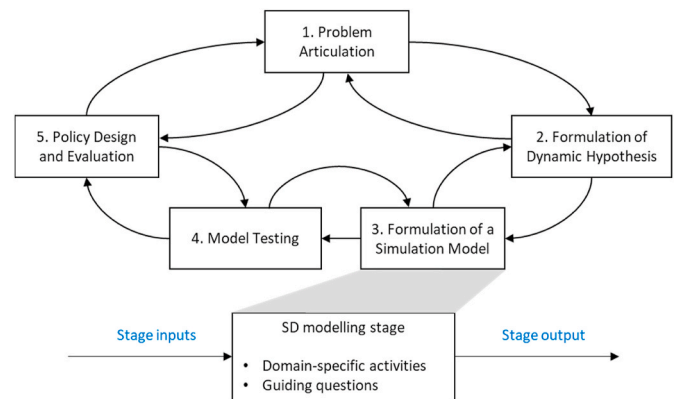 1. Problem
Articulation
5. Policy Design
and Evaluation
2. Formulation of
Dynamic Hypothesis
4. Model Testing
3. Formulation of a
Simulation Model
SD modelling stage
Stage inputs
Stage output
• Domain-specific activities
• Guiding questions